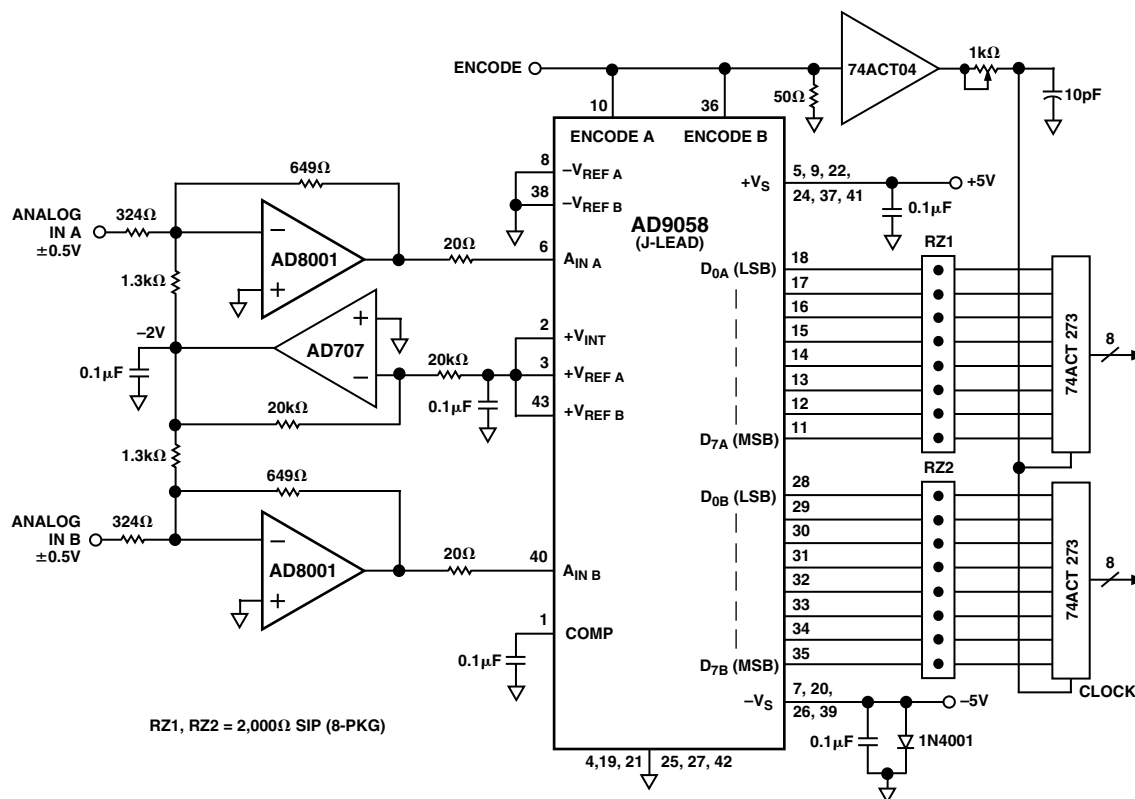 ENCODE
10
36
50Ω
74ACT04
1kΩ
10pF
ENCODE A
ENCODE B
8
–VREF A
38
–VREF B
+VS
5, 9, 22,
24, 37, 41
+5V
0.1µF
AD9058
(J-LEAD)
649Ω
ANALOG
IN A
±0.5V
324Ω
–
+
AD8001
20Ω
6
AIN A
1.3kΩ
–2V
0.1µF
AD707
+
–
20kΩ
20kΩ
0.1µF
2
+VINT
3
+VREF A
43
+VREF B
1.3kΩ
649Ω
ANALOG
IN B
±0.5V
324Ω
–
+
AD8001
20Ω
40
AIN B
1
COMP
0.1µF
RZ1
D0A (LSB)
18
17
16
15
14
13
12
11
D7A (MSB)
74ACT 273
8
RZ2
D0B (LSB)
28
29
30
31
32
33
34
35
D7B (MSB)
74ACT 273
8
CLOCK
–VS
7, 20,
26, 39
–5V
0.1µF
1N4001
4,19, 21
25, 27, 42
RZ1, RZ2 = 2,000Ω SIP (8-PKG)